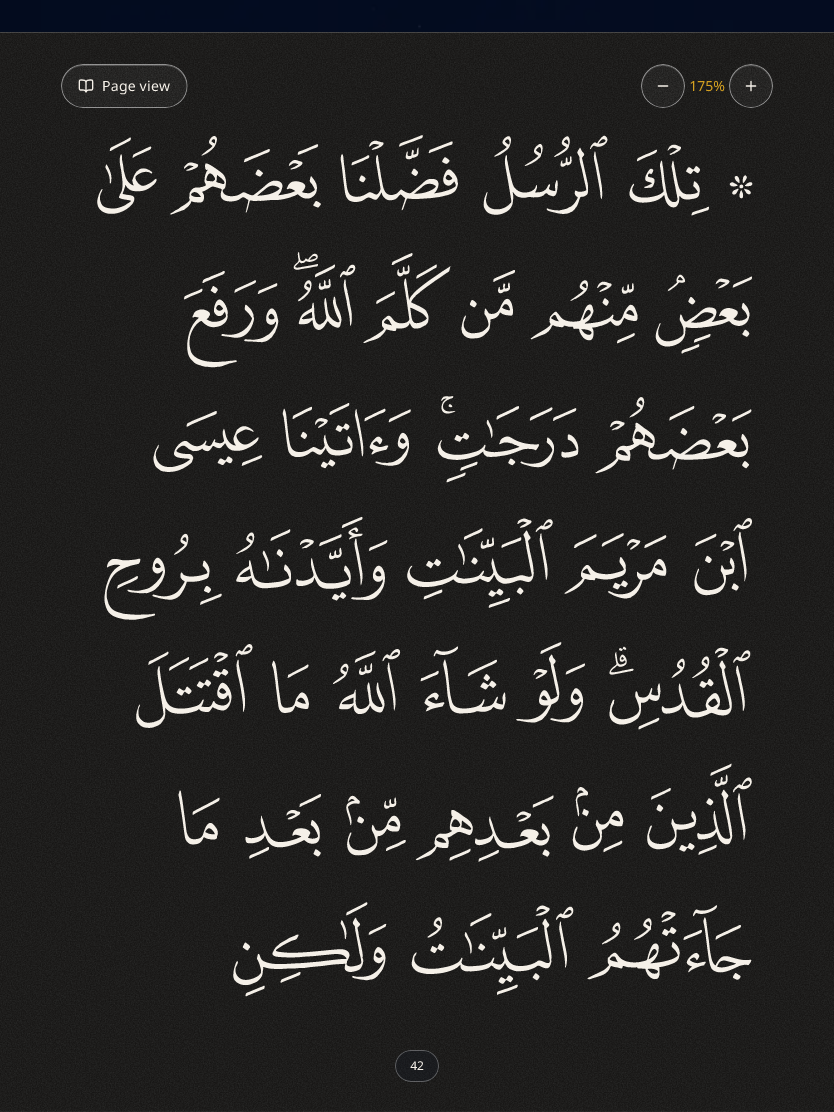 Page view
175%
۞ تِلۡكَ ٱلرُّسُلُ فَضَّلۡنَا بَعۡضَهُمۡ عَلَىٰ
بَعۡضٖۘ مِّنۡهُم مَّن كَلَّمَ ٱللَّهُۖ وَرَفَعَ
بَعۡضَهُمۡ دَرَجَٰتٖۚ وَءَاتَيۡنَا عِيسَى
ٱبۡنَ مَرۡيَمَ ٱلۡبَيِّنَٰتِ وَأَيَّدۡنَٰهُ بِرُوحِ
ٱلۡقُدُسِۗ وَلَوۡ شَآءَ ٱللَّهُ مَا ٱقۡتَتَلَ
ٱلَّذِينَ مِنۢ بَعۡدِهِم مِّنۢ بَعۡدِ مَا
جَآءَتۡهُمُ ٱلۡبَيِّنَٰتُ وَلَٰكِنِ
42